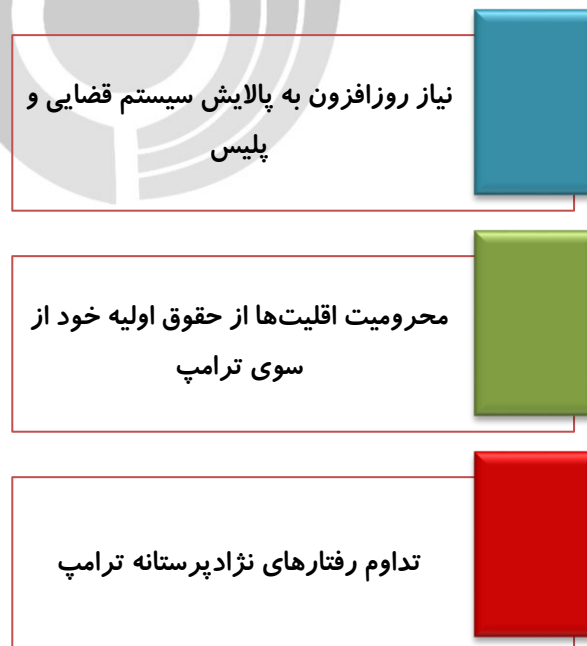 نیاز روزافزون به پالایش سیستم قضایی و
پلیس
محرومیت اقلیت‌ها از حقوق اولیه خود از
سوی ترامپ
تداوم رفتارهای نژادپرستانه ترامپ